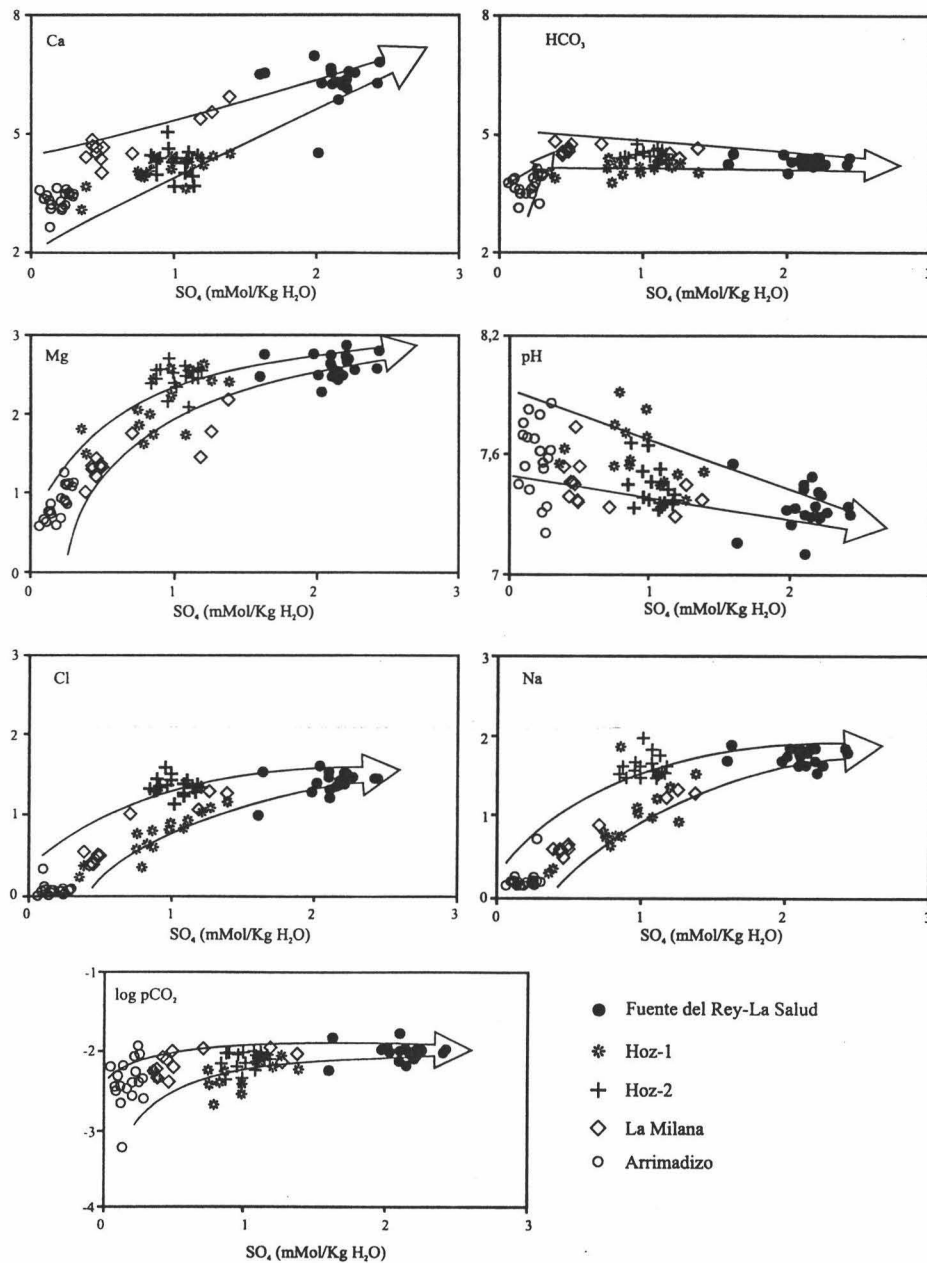 8
Ca
5
2
0
1
2
3
SO₄ (mMol/Kg H₂O)
8
HCO₃
5
2
0
1
2
3
SO₄ (mMol/Kg H₂O)
3
Mg
2
1
0
0
1
2
3
SO₄ (mMol/Kg H₂O)
8,2
pH
7,6
7
0
1
2
3
SO₄ (mMol/Kg H₂O)
3
Cl
2
1
0
0
1
2
3
SO₄ (mMol/Kg H₂O)
3
Na
2
1
0
0
1
2
3
SO₄ (mMol/Kg H₂O)
-1
log pCO₂
-2
-3
-4
0
1
2
3
SO₄ (mMol/Kg H₂O)
Fuente del Rey-La Salud
Hoz-1
Hoz-2
La Milana
Arrimadizo